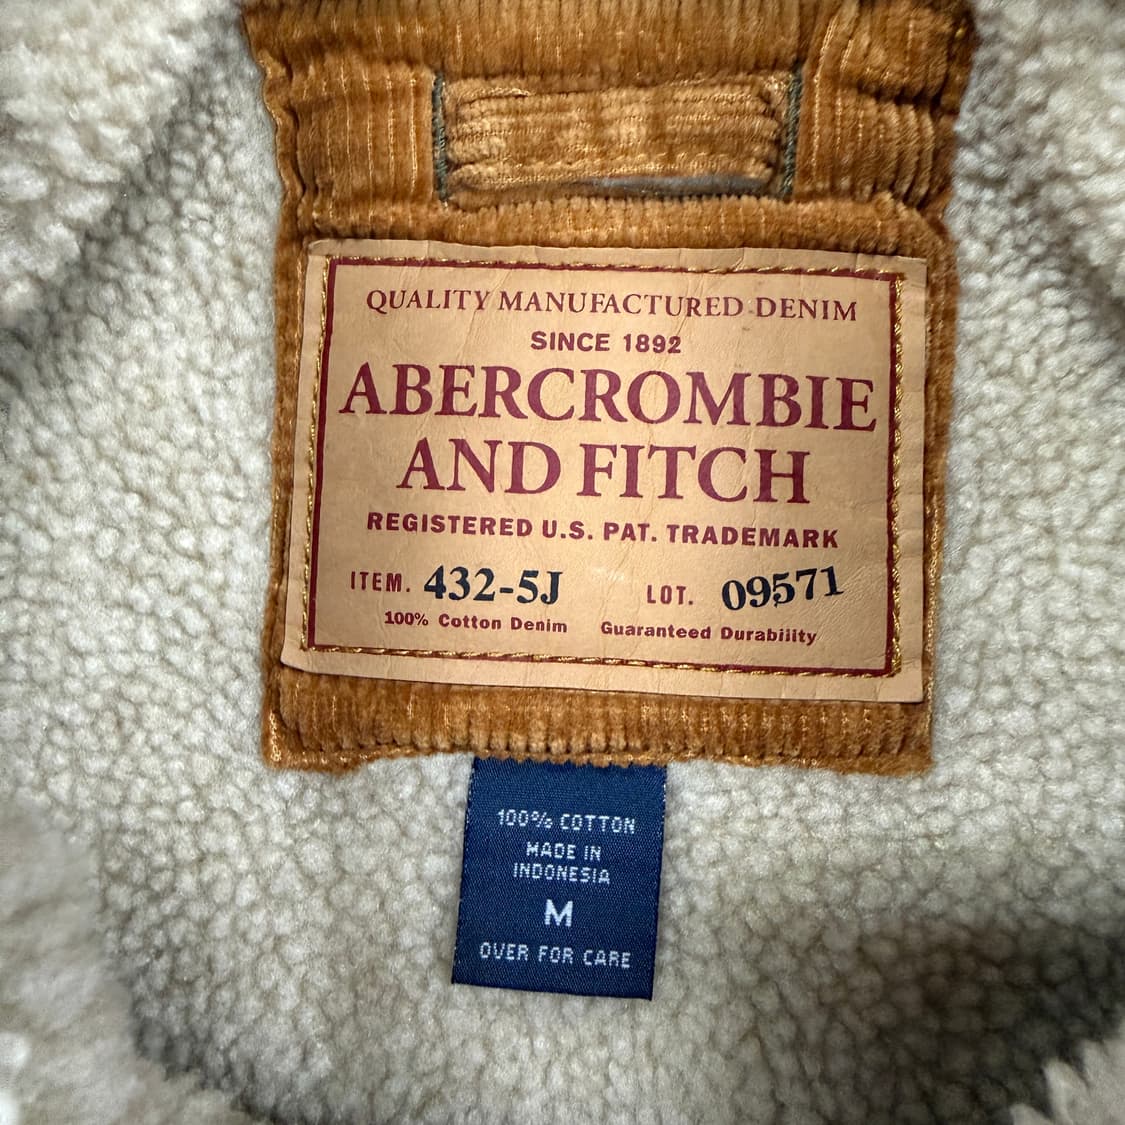 QUALITY MANUFACTURED DENIM
SINCE 1892
ABERCROMBIE
AND FITCH
REGISTERED U.S. PAT. TRADEMARK
ITEM. 432-5J LOT. 09571
100% Cotton Denim Guaranteed Durability
100% COTTON
MADE IN
INDONESIA
M
OVER FOR CARE